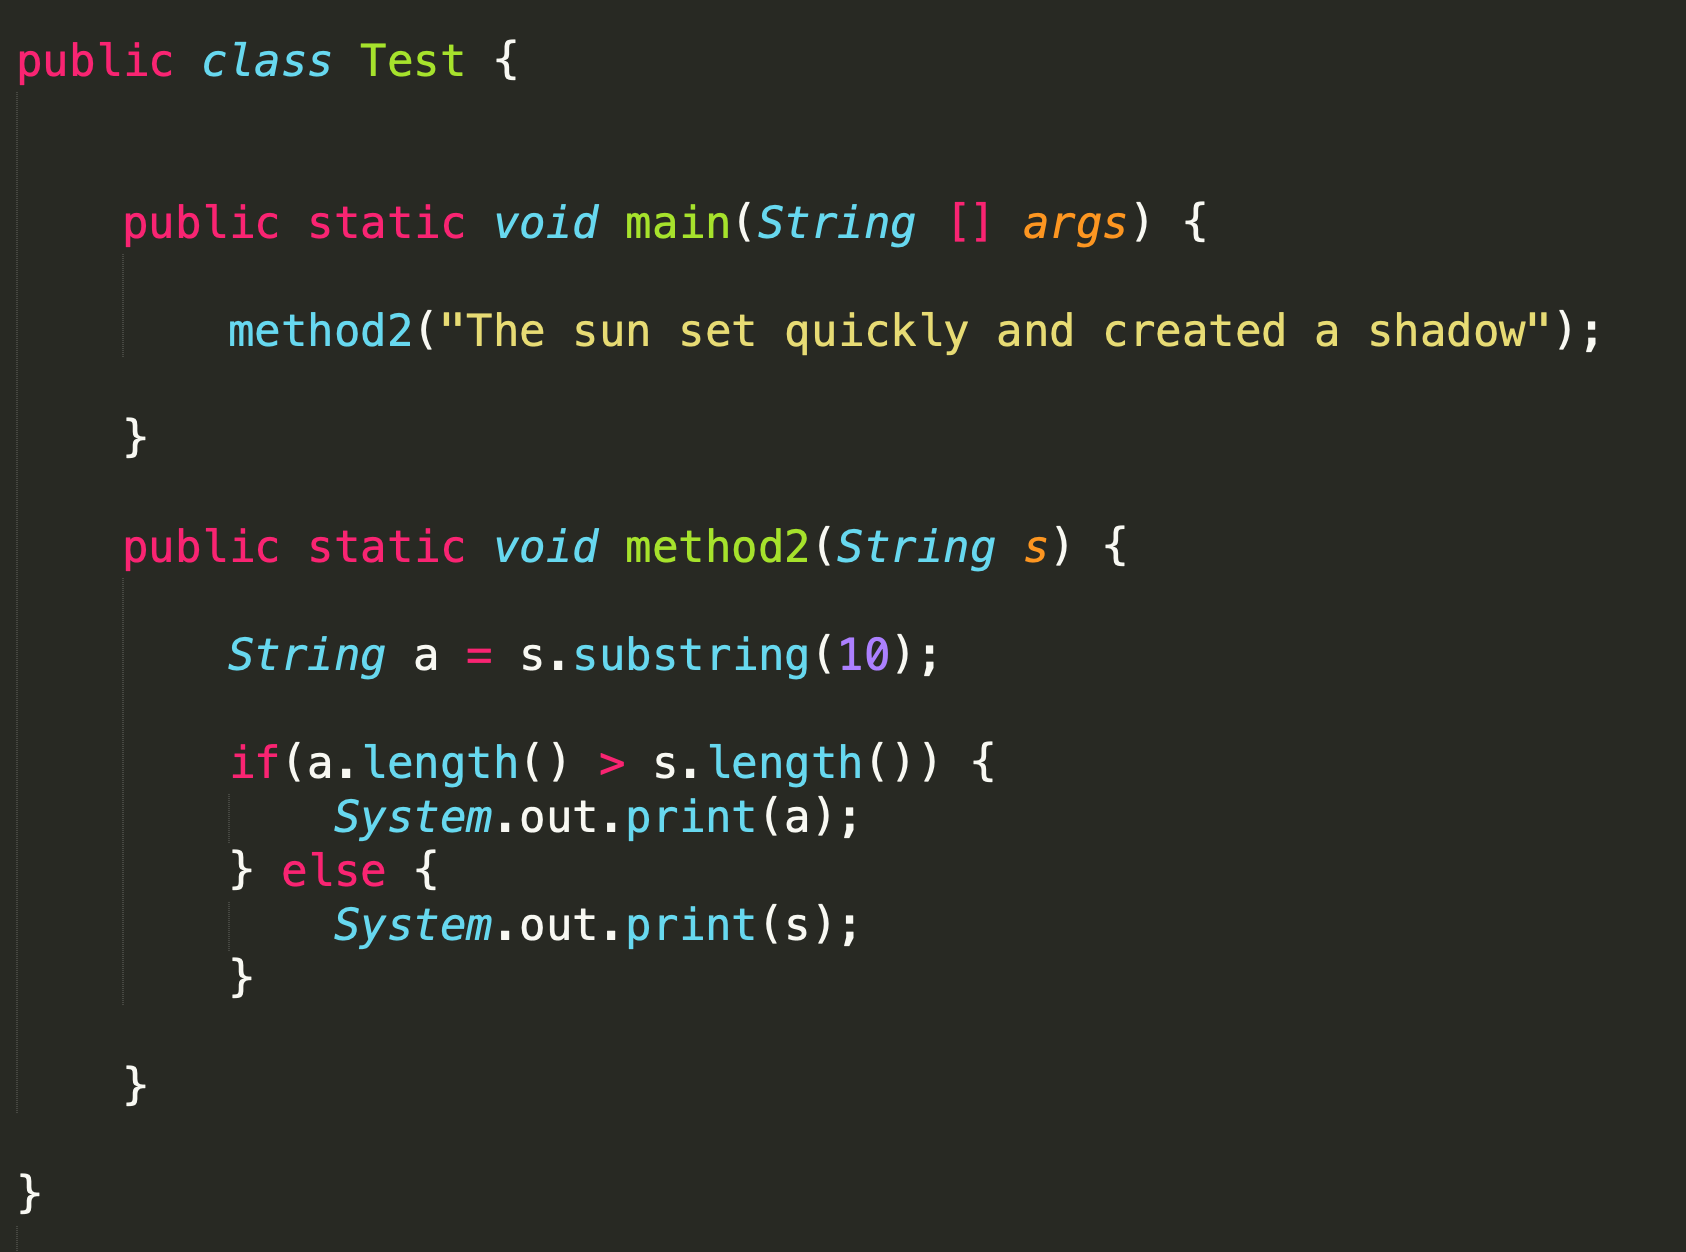 public class Test {
public static void main(String [] args) {
method2("The sun set quickly and created a shadow");
}
public static void method2(String s) {
String a = s.substring(10);
if(a.length() > s.length()) {
System.out.print(a);
} else {
System.out.print(s);
}
}
}